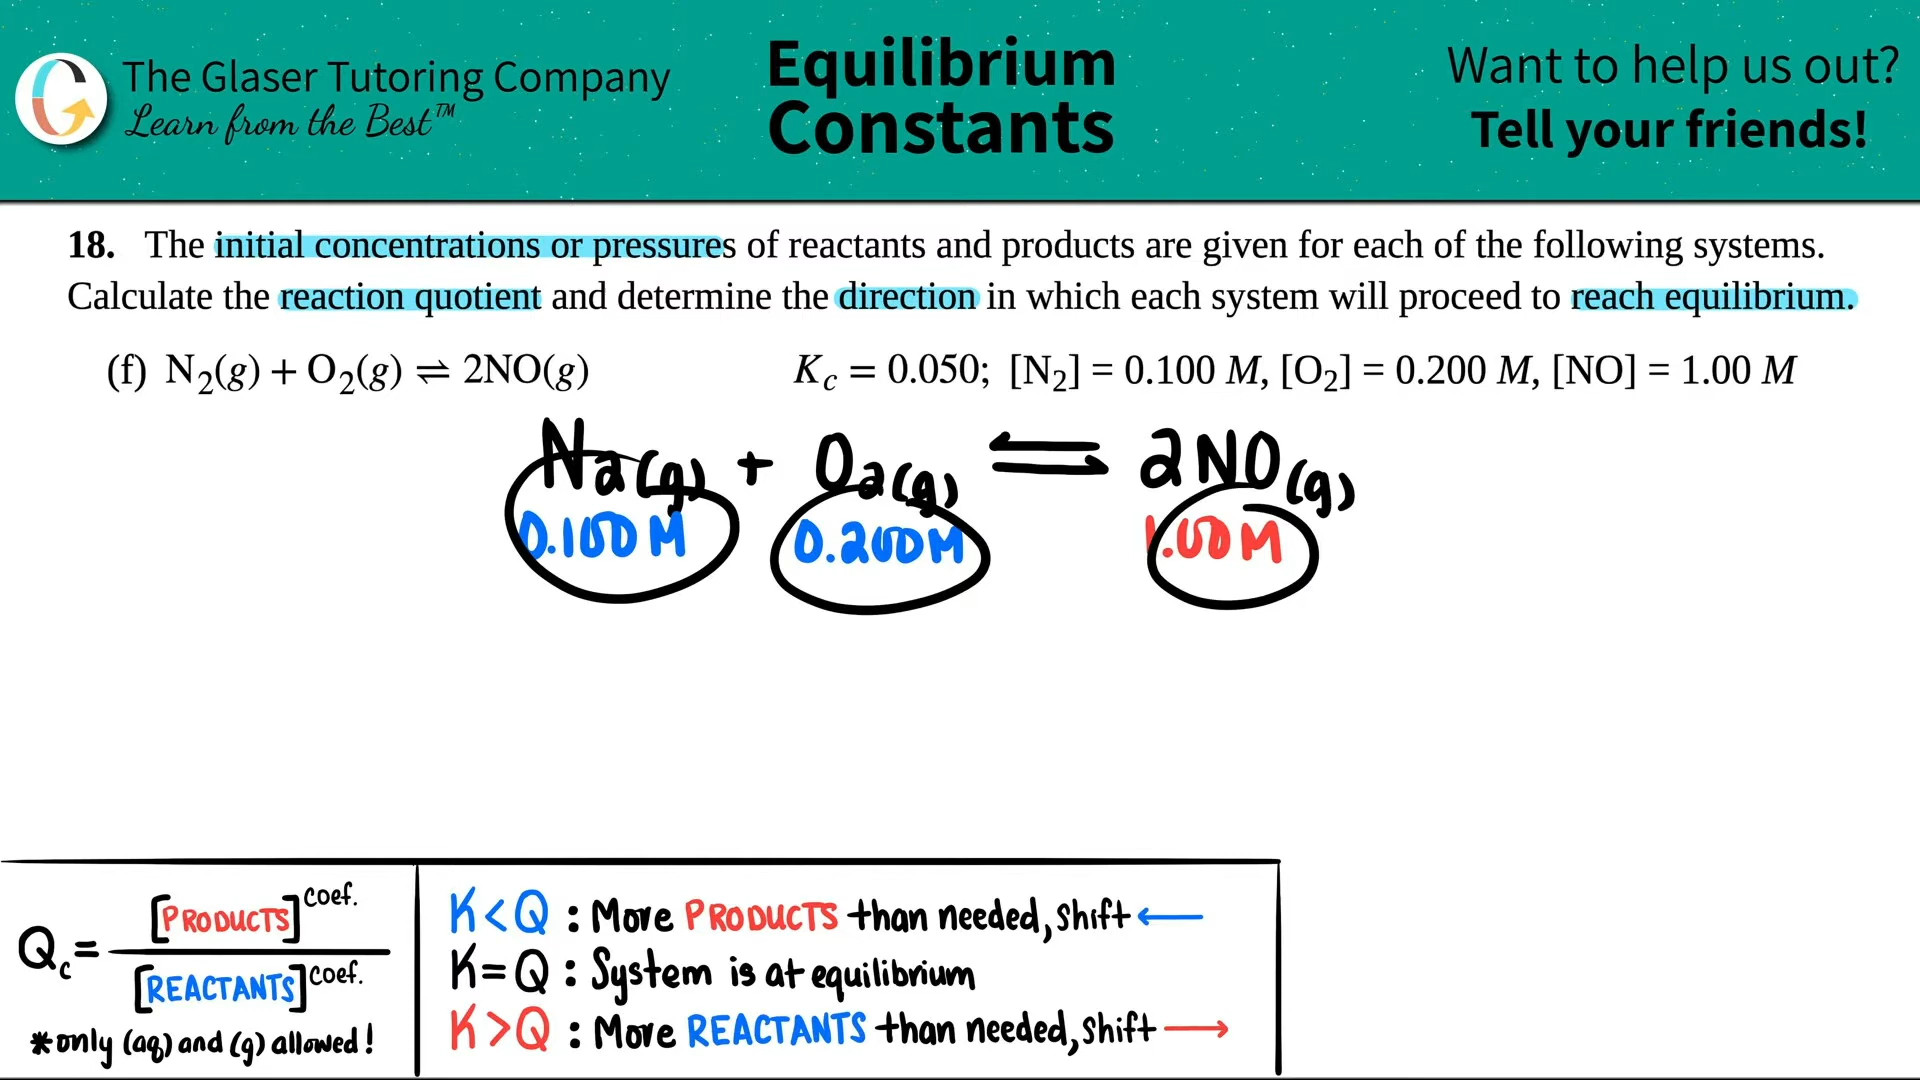 The Glaser Tutoring Company
Learn from the Best™
Equilibrium
Constants
Want to help us out?
Tell your friends!
18. The initial concentrations or pressures of reactants and products are given for each of the following systems.
Calculate the reaction quotient and determine the direction in which each system will proceed to reach equilibrium.
(f) N₂(g) + O₂(g) ⇌ 2NO(g) K_c = 0.050; [N₂] = 0.100 M, [O₂] = 0.200 M, [NO] = 1.00 M
N₂(g) + O₂(g) ⇌ 2NO(g)
0.100 M 0.200 M 1.00 M
Q_c = [PRODUCTS]^coef. / [REACTANTS]^coef.
*only (aq) and (g) allowed!
K < Q : More PRODUCTS than needed, shift ←
K = Q : System is at equilibrium
K > Q : More REACTANTS than needed, shift →